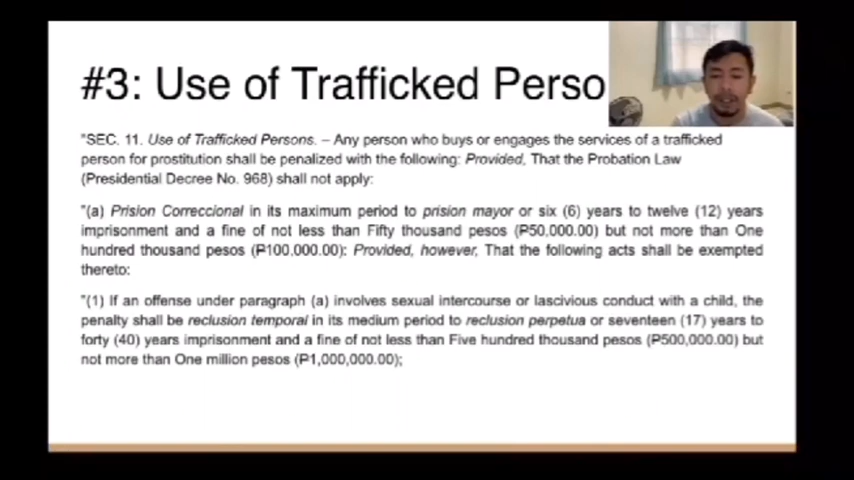 #3: Use of Trafficked Perso
"SEC. 11. Use of Trafficked Persons. – Any person who buys or engages the services of a trafficked
person for prostitution shall be penalized with the following: Provided, That the Probation Law
(Presidential Decree No. 968) shall not apply:
"(a) Prision Correccional in its maximum period to prision mayor or six (6) years to twelve (12) years
imprisonment and a fine of not less than Fifty thousand pesos (₱50,000.00) but not more than One
hundred thousand pesos (₱100,000.00): Provided, however, That the following acts shall be exempted
thereto:
"(1) If an offense under paragraph (a) involves sexual intercourse or lascivious conduct with a child, the
penalty shall be reclusion temporal in its medium period to reclusion perpetua or seventeen (17) years to
forty (40) years imprisonment and a fine of not less than Five hundred thousand pesos (₱500,000.00) but
not more than One million pesos (₱1,000,000.00);